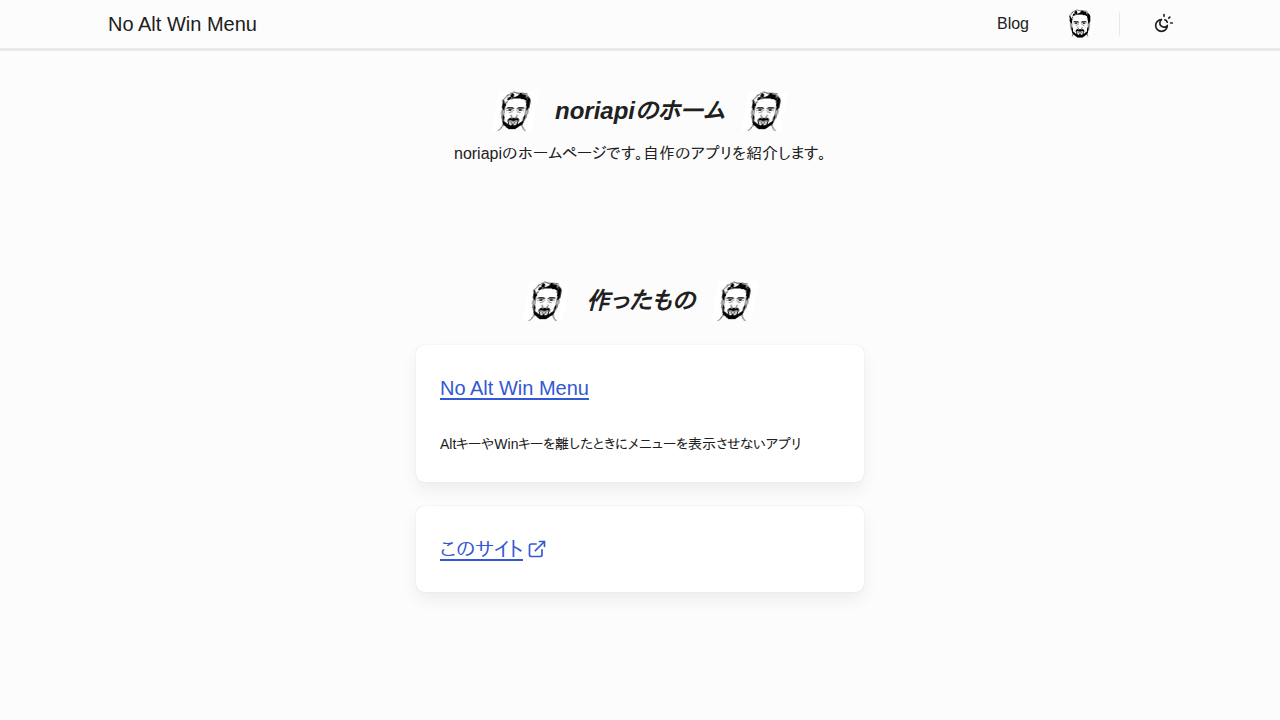 No Alt Win Menu
Blog
noriapiのホーム
noriapiのホームページです。自作のアプリを紹介します。
作ったもの
No Alt Win Menu
AltキーやWinキーを離したときにメニューを表示させないアプリ
このサイト